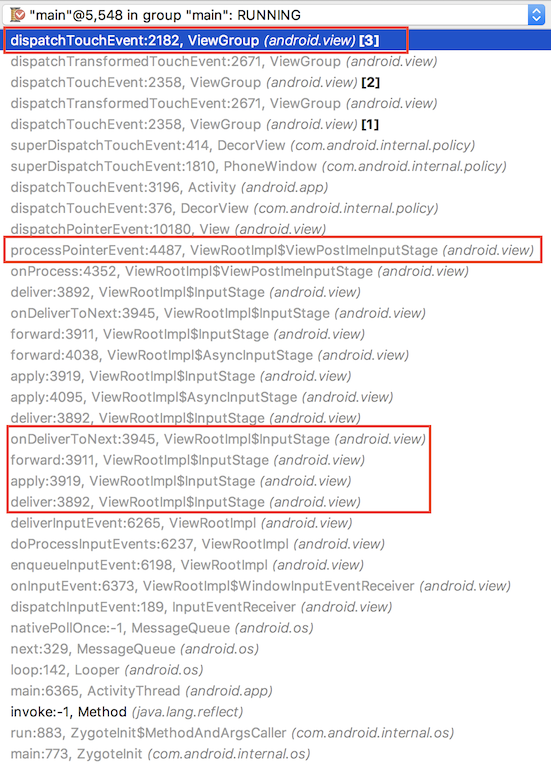 "main"@5,548 in group "main": RUNNING
dispatchTouchEvent:2182, ViewGroup (android.view) [3]
dispatchTransformedTouchEvent:2671, ViewGroup (android.view)
dispatchTouchEvent:2358, ViewGroup (android.view) [2]
dispatchTransformedTouchEvent:2671, ViewGroup (android.view)
dispatchTouchEvent:2358, ViewGroup (android.view) [1]
superDispatchTouchEvent:414, DecorView (com.android.internal.policy)
superDispatchTouchEvent:1810, PhoneWindow (com.android.internal.policy)
dispatchTouchEvent:3196, Activity (android.app)
dispatchTouchEvent:376, DecorView (com.android.internal.policy)
dispatchPointerEvent:10180, View (android.view)
processPointerEvent:4487, ViewRootImpl$ViewPostImeInputStage (android.view)
onProcess:4352, ViewRootImpl$ViewPostImeInputStage (android.view)
deliver:3892, ViewRootImpl$InputStage (android.view)
onDeliverToNext:3945, ViewRootImpl$InputStage (android.view)
forward:3911, ViewRootImpl$InputStage (android.view)
forward:4038, ViewRootImpl$AsyncInputStage (android.view)
apply:3919, ViewRootImpl$InputStage (android.view)
apply:4095, ViewRootImpl$AsyncInputStage (android.view)
deliver:3892, ViewRootImpl$InputStage (android.view)
onDeliverToNext:3945, ViewRootImpl$InputStage (android.view)
forward:3911, ViewRootImpl$InputStage (android.view)
apply:3919, ViewRootImpl$InputStage (android.view)
deliver:3892, ViewRootImpl$InputStage (android.view)
deliverInputEvent:6265, ViewRootImpl (android.view)
doProcessInputEvents:6237, ViewRootImpl (android.view)
enqueueInputEvent:6198, ViewRootImpl (android.view)
onInputEvent:6373, ViewRootImpl$WindowInputEventReceiver (android.view)
dispatchInputEvent:189, InputEventReceiver (android.view)
nativePollOnce:-1, MessageQueue (android.os)
next:329, MessageQueue (android.os)
loop:142, Looper (android.os)
main:6365, ActivityThread (android.app)
invoke:-1, Method (java.lang.reflect)
run:883, ZygoteInit$MethodAndArgsCaller (com.android.internal.os)
main:773, ZygoteInit (com.android.internal.os)